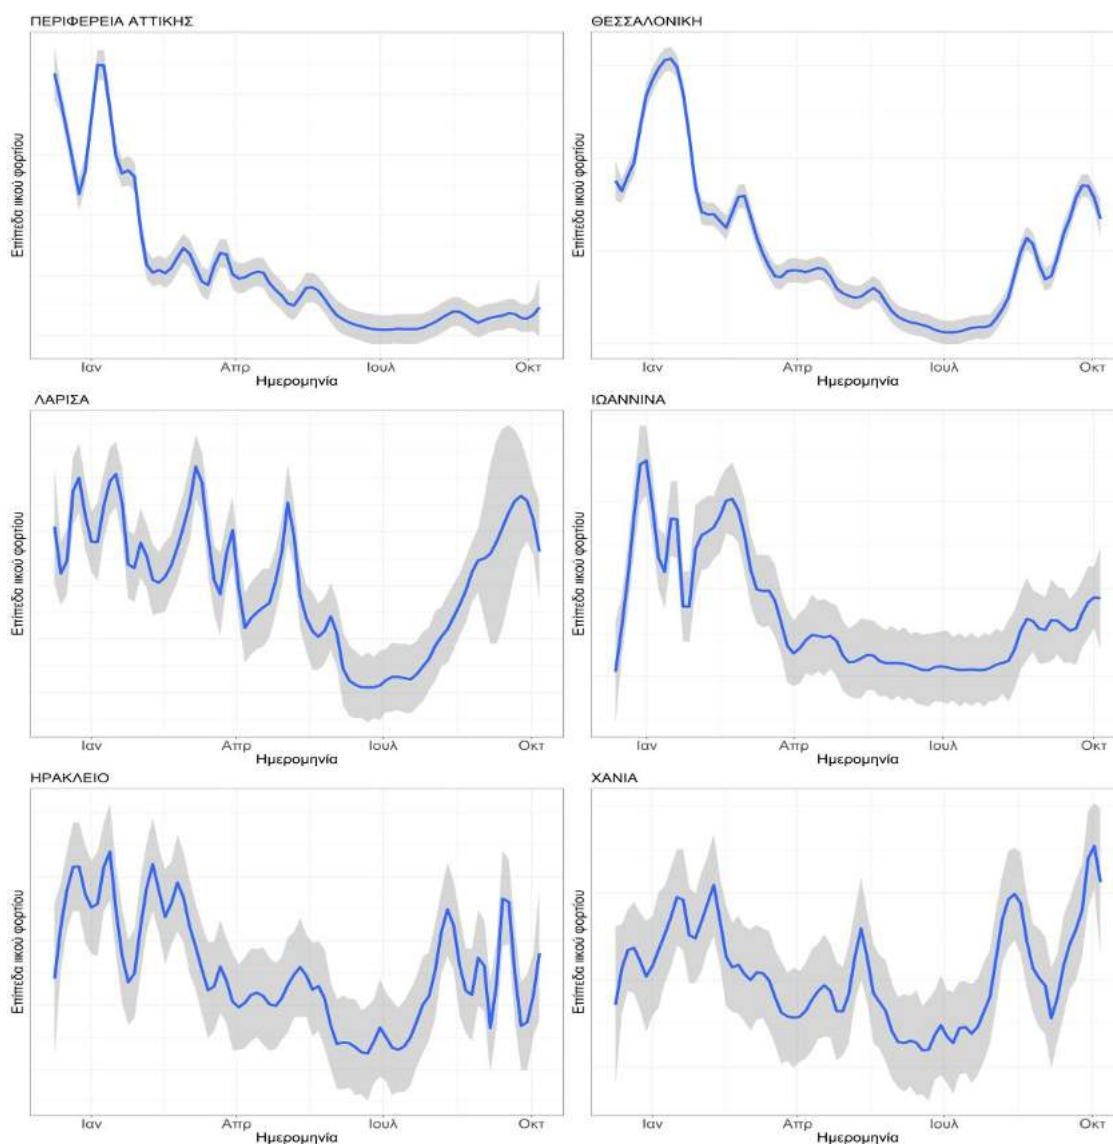 ΠΕΡΙΦΕΡΕΙΑ ΑΤΤΙΚΗΣ
Επίπεδα ιικού φορτίου
Ιαν Απρ Ιουλ Οκτ
Ημερομηνία
ΘΕΣΣΑΛΟΝΙΚΗ
Επίπεδα ιικού φορτίου
Ιαν Απρ Ιουλ Οκτ
Ημερομηνία
ΛΑΡΙΣΑ
Επίπεδα ιικού φορτίου
Ιαν Απρ Ιουλ Οκτ
Ημερομηνία
ΙΩΑΝΝΙΝΑ
Επίπεδα ιικού φορτίου
Ιαν Απρ Ιουλ Οκτ
Ημερομηνία
ΗΡΑΚΛΕΙΟ
Επίπεδα ιικού φορτίου
Ιαν Απρ Ιουλ Οκτ
Ημερομηνία
ΧΑΝΙΑ
Επίπεδα ιικού φορτίου
Ιαν Απρ Ιουλ Οκτ
Ημερομηνία